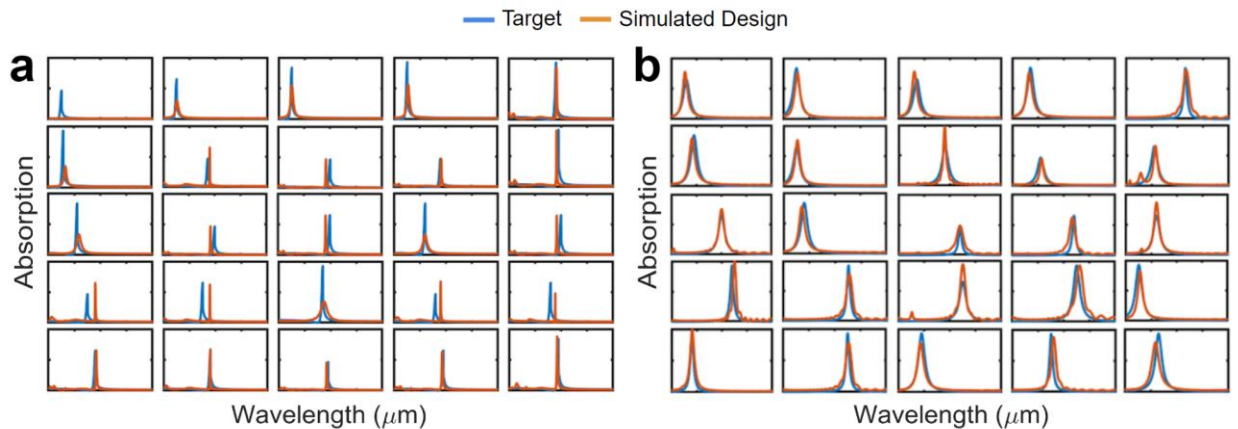 Target Simulated Design
a b
Absorption Absorption
Wavelength (μm) Wavelength (μm)